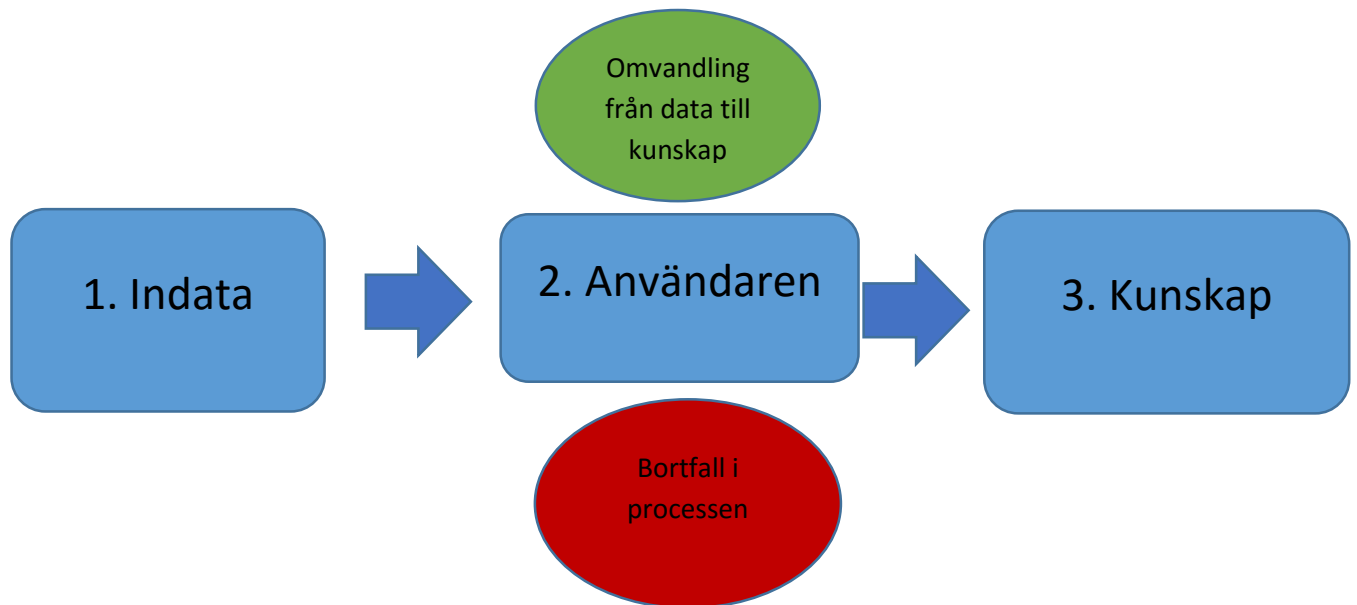 Omvandling
från data till
kunskap
1. Indata
2. Användaren
3. Kunskap
Bortfall i
processen